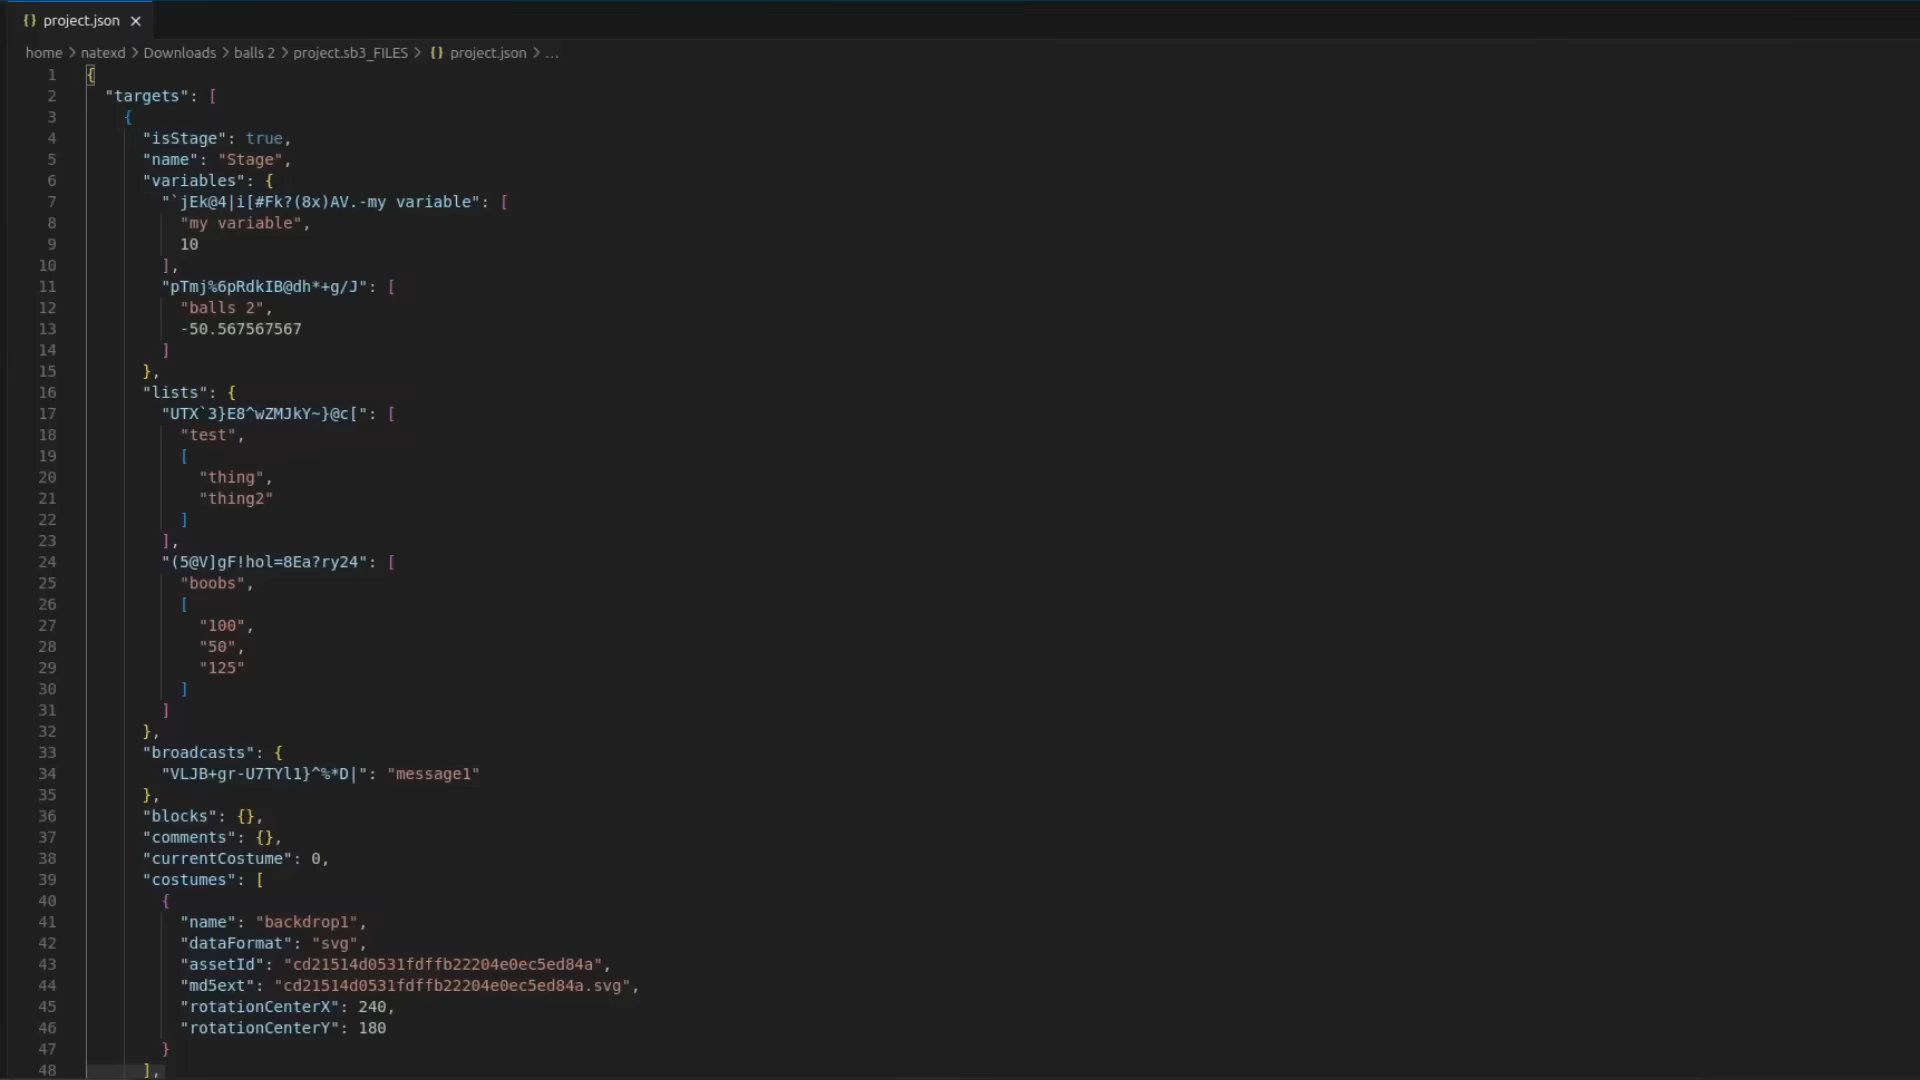 {} project.json ×
home > natexd > Downloads > balls 2 > project.sb3_FILES > {} project.json > ...
1 {
2 "targets": [
3 {
4 "isStage": true,
5 "name": "Stage",
6 "variables": {
7 "`jEk@4|i[#Fk?(8x)AV.-my variable": [
8 "my variable",
9 10
10 ],
11 "pTmj%6pRdkIB@dh*+g/J": [
12 "balls 2",
13 -50.567567567
14 ]
15 },
16 "lists": {
17 "UTX`3}E8^wZMJkY~}@c[": [
18 "test",
19 [
20 "thing",
21 "thing2"
22 ]
23 ],
24 "(5@V]gF!hol=8Ea?ry24": [
25 "boobs",
26 [
27 "100",
28 "50",
29 "125"
30 ]
31 ]
32 },
33 "broadcasts": {
34 "VLJB+gr-U7TYl1}^%*D|": "message1"
35 },
36 "blocks": {},
37 "comments": {},
38 "currentCostume": 0,
39 "costumes": [
40 {
41 "name": "backdrop1",
42 "dataFormat": "svg",
43 "assetId": "cd21514d0531fdffb22204e0ec5ed84a",
44 "md5ext": "cd21514d0531fdffb22204e0ec5ed84a.svg",
45 "rotationCenterX": 240,
46 "rotationCenterY": 180
47 }
48 ],